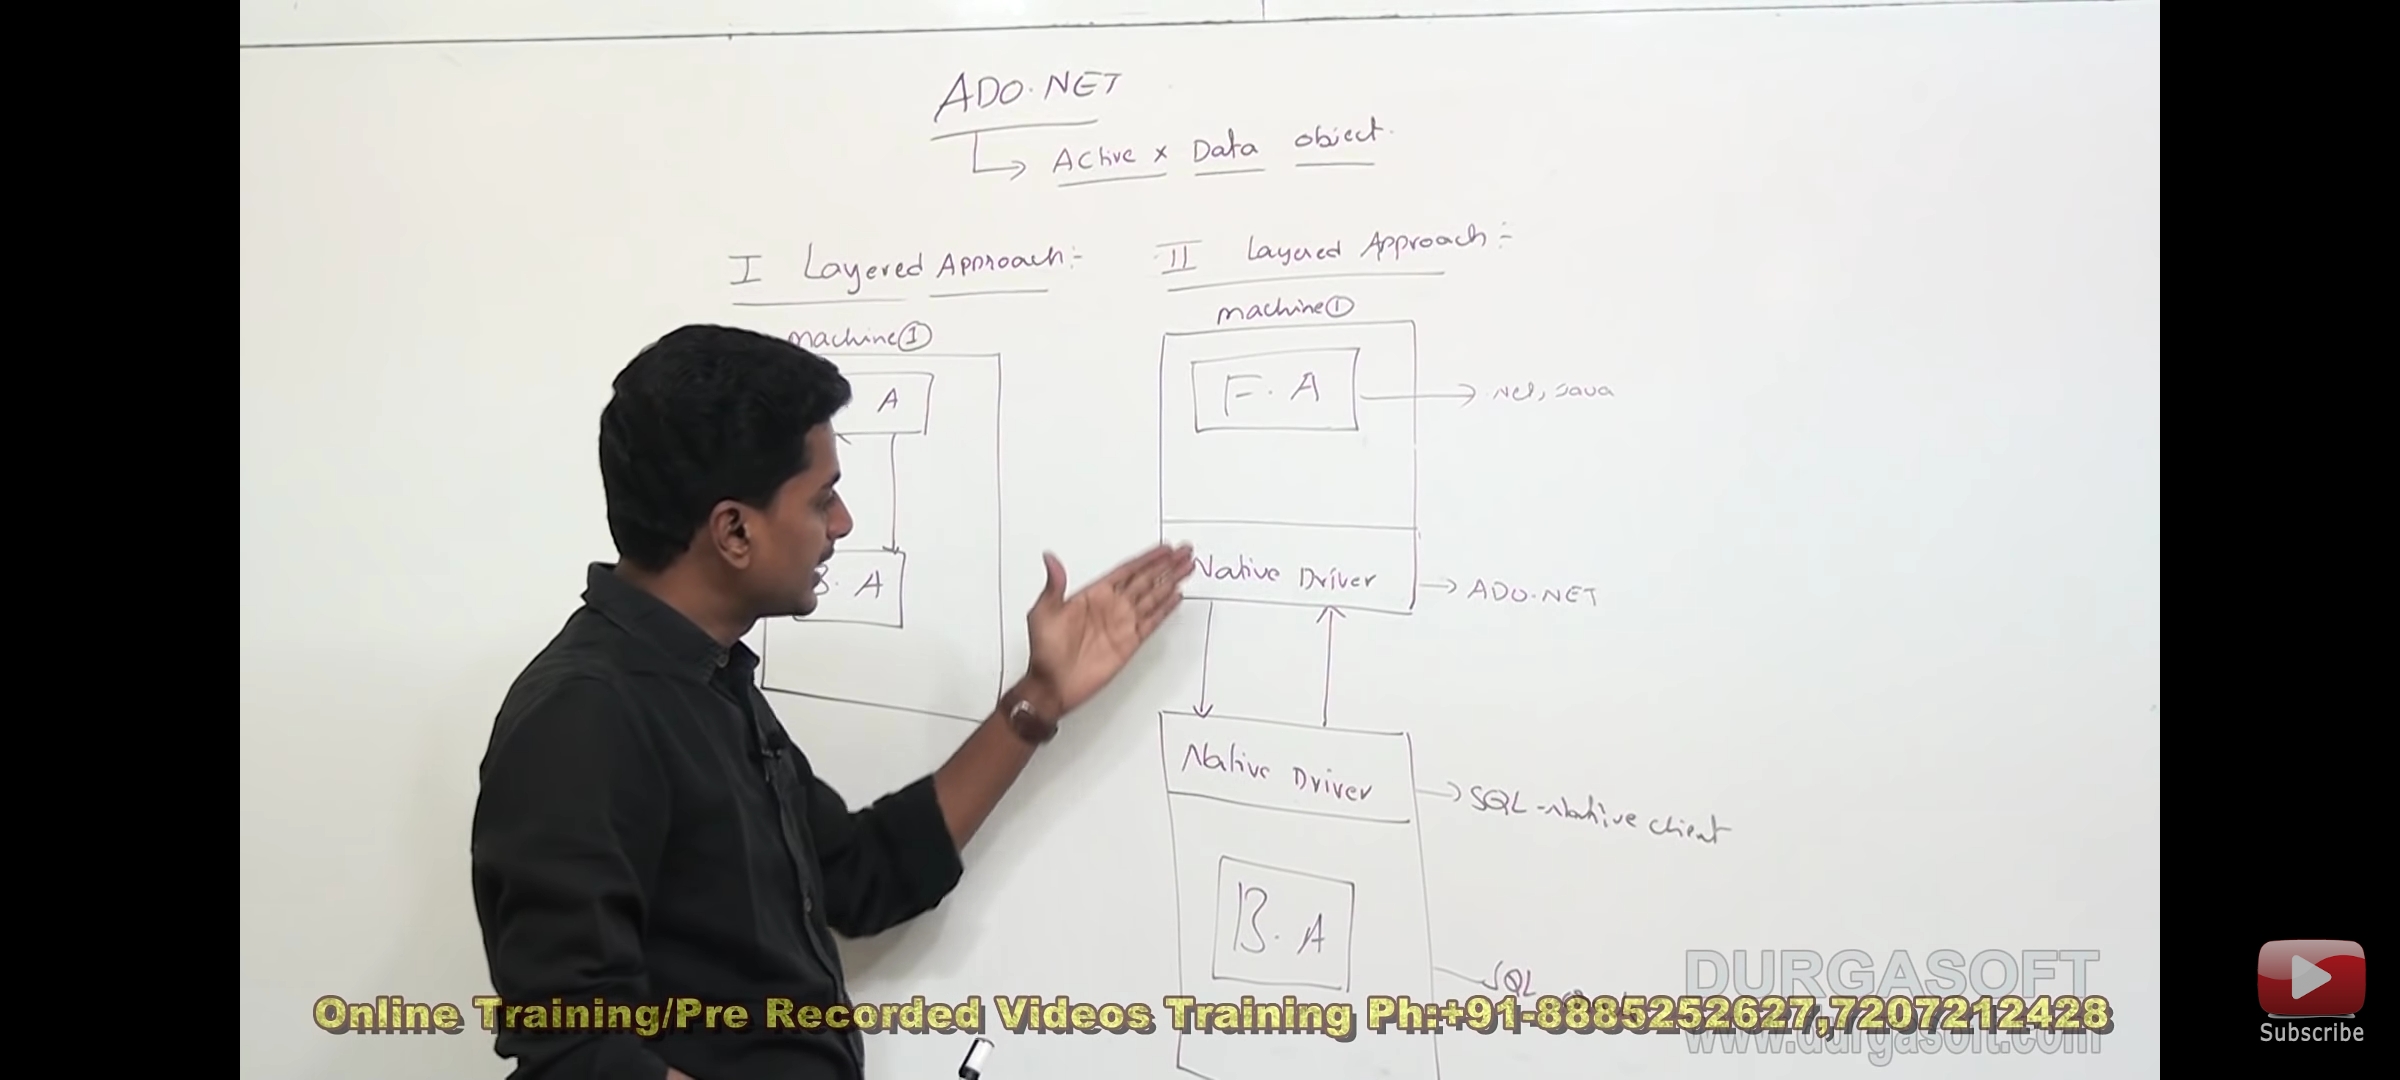 ADO.NET
Active x Data object.
I Layered Approach:-
II Layered Approach:-
machine①
machine①
A
F.A
Net, Java
B.A
Native Driver
ADO.NET
Native Driver
SQL-Native client
B.A
SQL
DURGASOFT
www.durgasoft.com
Online Training/Pre Recorded Videos Training Ph:+91-8885252627,7207212428
Subscribe